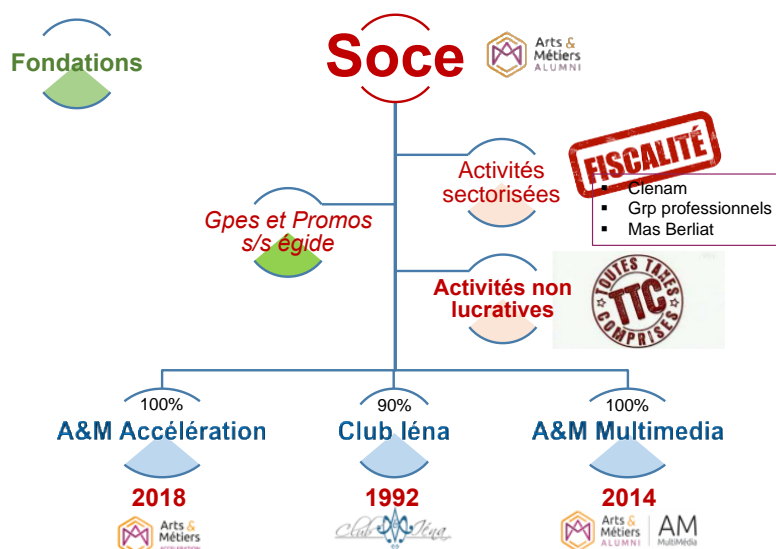 Fondations
Soce
Arts &
Métiers
ALUMNI
Activités
sectorisées
FISCALITÉ
▪ Clenam
▪ Grp professionnels
▪ Mas Berliat
Gpes et Promos
s/s égide
Activités non
lucratives
TOUTES TAXES
TTC
COMPRISES
100%
A&M Accélération
2018
Arts &
Métiers
90%
Club Iéna
1992
Club Iéna
100%
A&M Multimedia
2014
Arts &
Métiers
ALUMNI
AM
MultiMédia